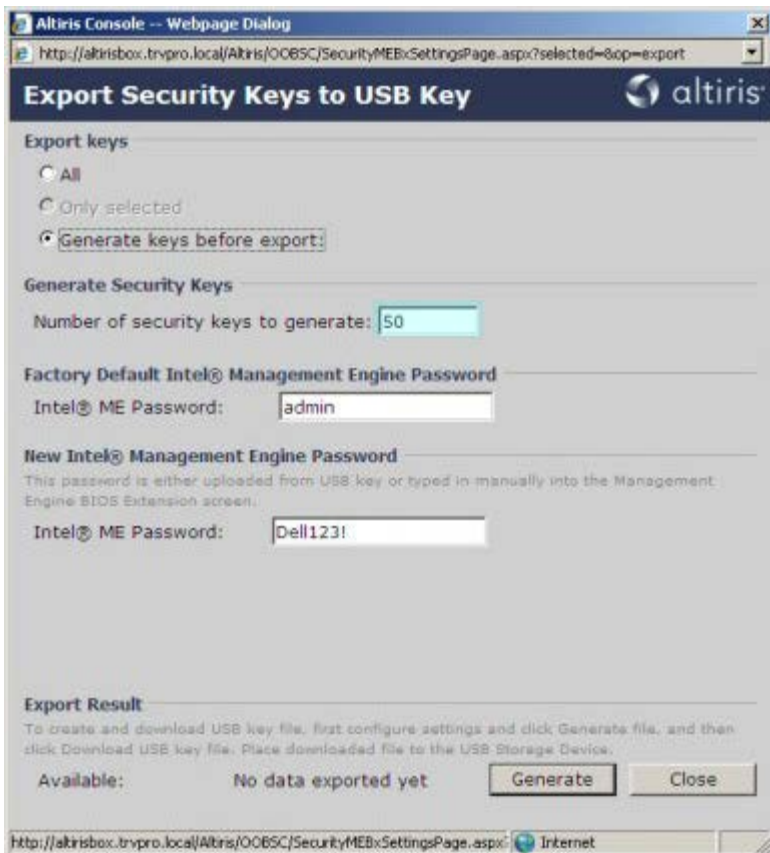 Altiris Console -- Webpage Dialog
http://altirisbox.trvpro.local/Altiris/OOBSC/SecurityMEBxSettingsPage.aspx?selected=&op=export
Export Security Keys to USB Key
altiris
Export keys
All
Only selected
Generate keys before export:
Generate Security Keys
Number of security keys to generate: 50
Factory Default Intel® Management Engine Password
Intel® ME Password: admin
New Intel® Management Engine Password
This password is either uploaded from USB key or typed in manually into the Management
Engine BIOS Extension screen.
Intel® ME Password: Dell123!
Export Result
To create and download USB key file, first configure settings and click Generate file, and then
click Download USB key file. Place downloaded file to the USB Storage Device.
Available: No data exported yet Generate Close
http://altirisbox.trvpro.local/Altiris/OOBSC/SecurityMEBxSettingsPage.aspx? Internet